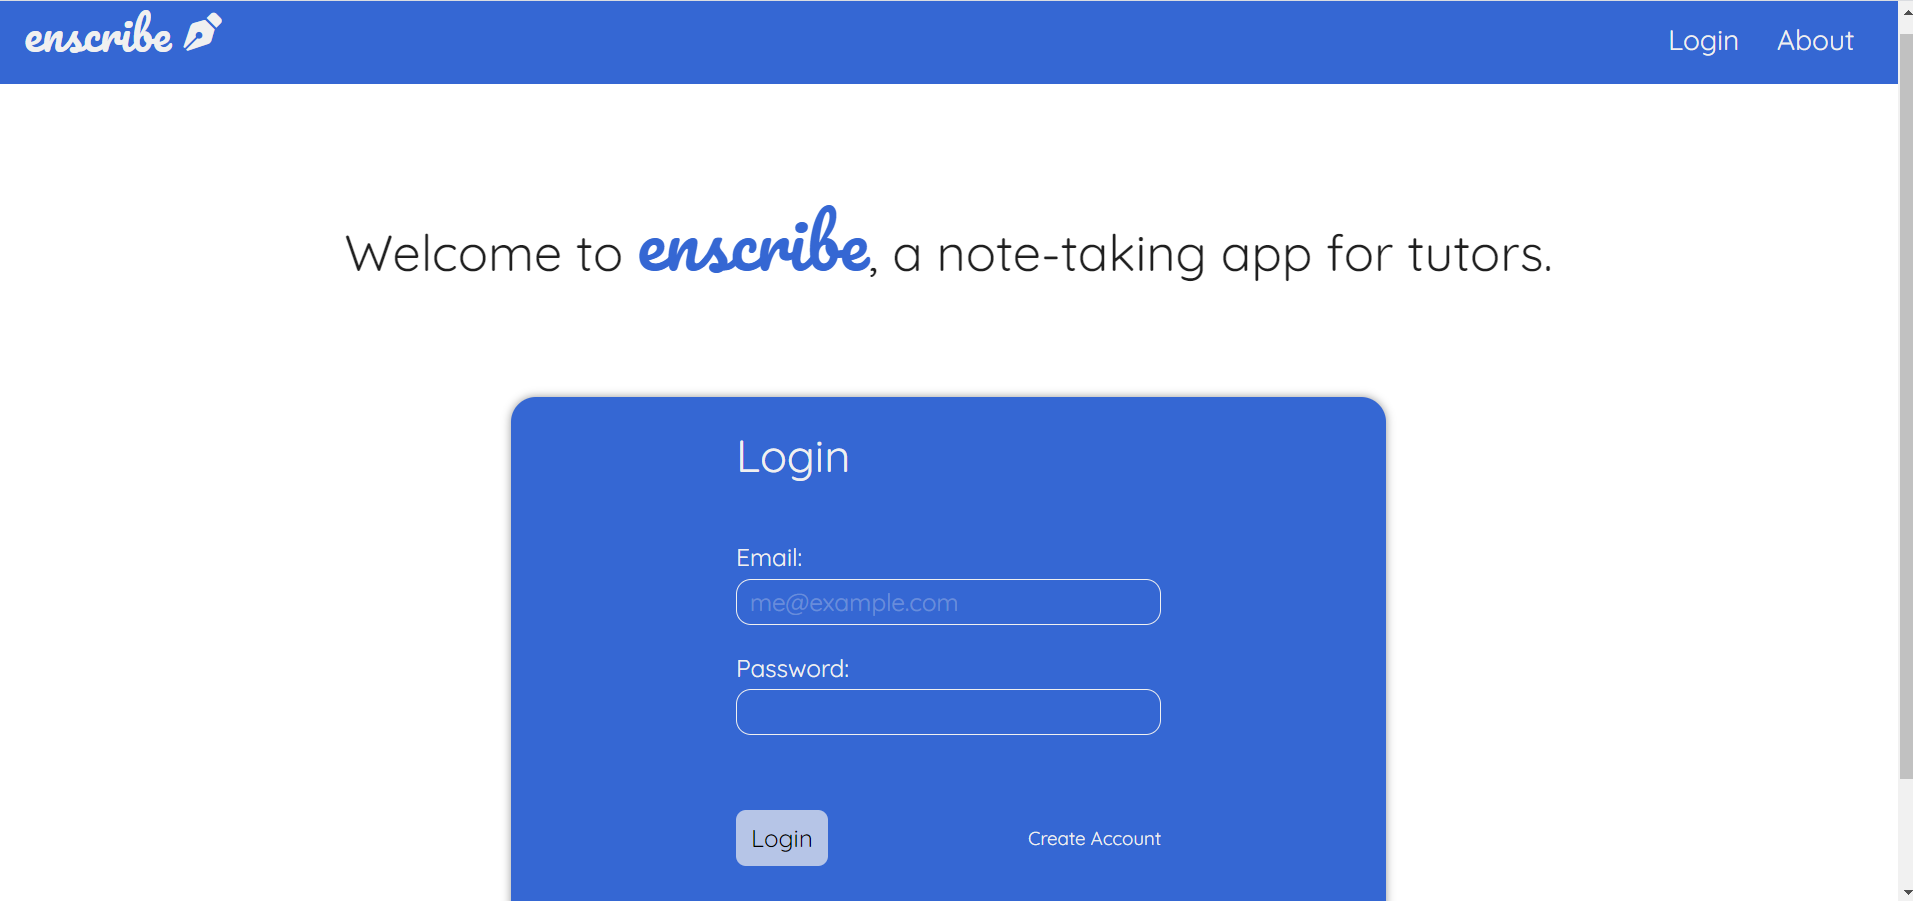 enscribe
Login About
Welcome to enscribe, a note-taking app for tutors.
Login
Email:
me@example.com
Password:
Login
Create Account